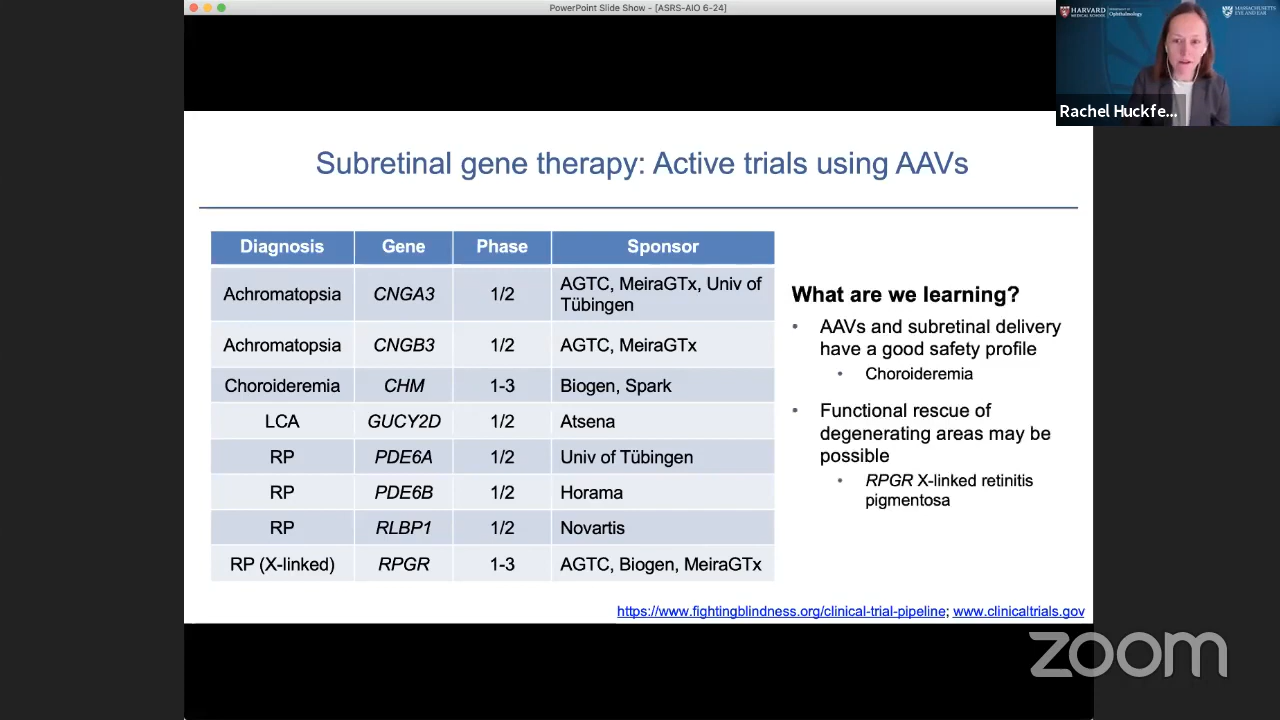 PowerPoint Slide Show - [ASRS-AIO 6-24]
HARVARD
MEDICAL SCHOOL
Ophthalmology
MASSACHUSETTS
EYE AND EAR
Rachel Huckfe...
Subretinal gene therapy: Active trials using AAVs
Diagnosis Gene Phase Sponsor
Achromatopsia CNGA3 1/2 AGTC, MeiraGTx, Univ of
Tübingen
Achromatopsia CNGB3 1/2 AGTC, MeiraGTx
Choroideremia CHM 1-3 Biogen, Spark
LCA GUCY2D 1/2 Atsena
RP PDE6A 1/2 Univ of Tübingen
RP PDE6B 1/2 Horama
RP RLBP1 1/2 Novartis
RP (X-linked) RPGR 1-3 AGTC, Biogen, MeiraGTx
What are we learning?
• AAVs and subretinal delivery
have a good safety profile
• Choroideremia
• Functional rescue of
degenerating areas may be
possible
• RPGR X-linked retinitis
pigmentosa
https://www.fightingblindness.org/clinical-trial-pipeline; www.clinicaltrials.gov
zoom